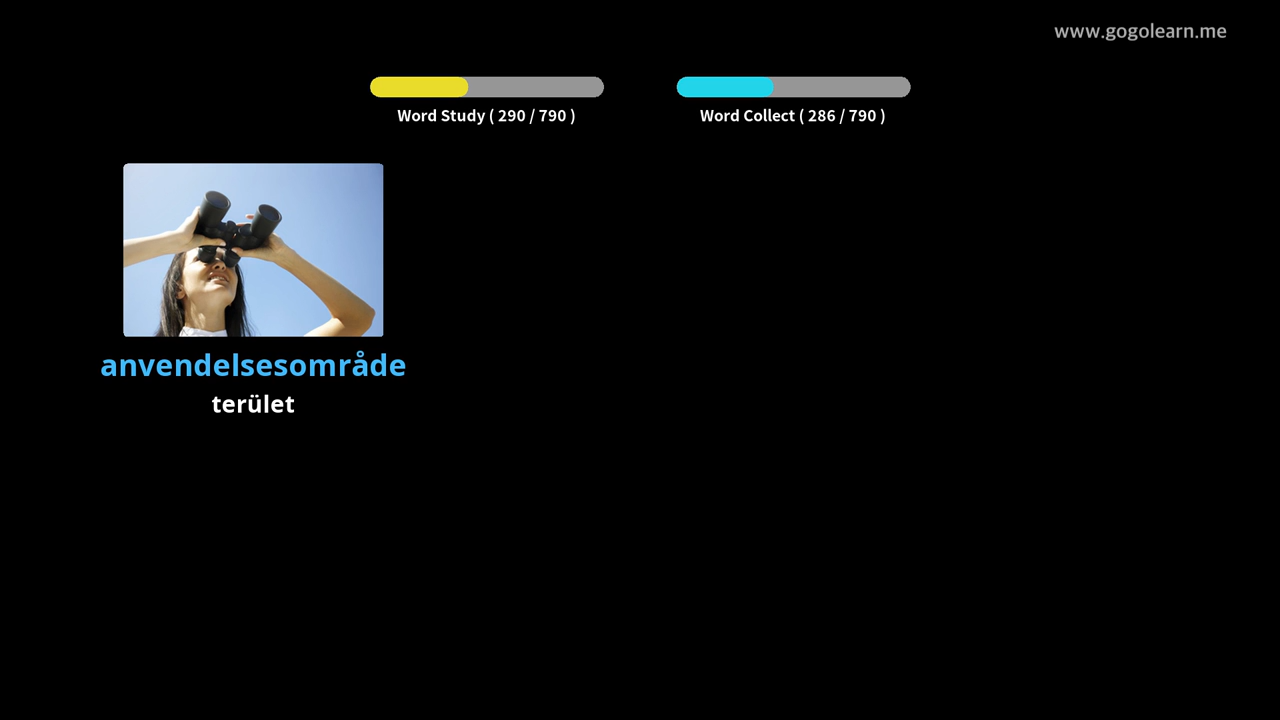 www.gogolearn.me
Word Study ( 290 / 790 )
Word Collect ( 286 / 790 )
anvendelsesområde
terület